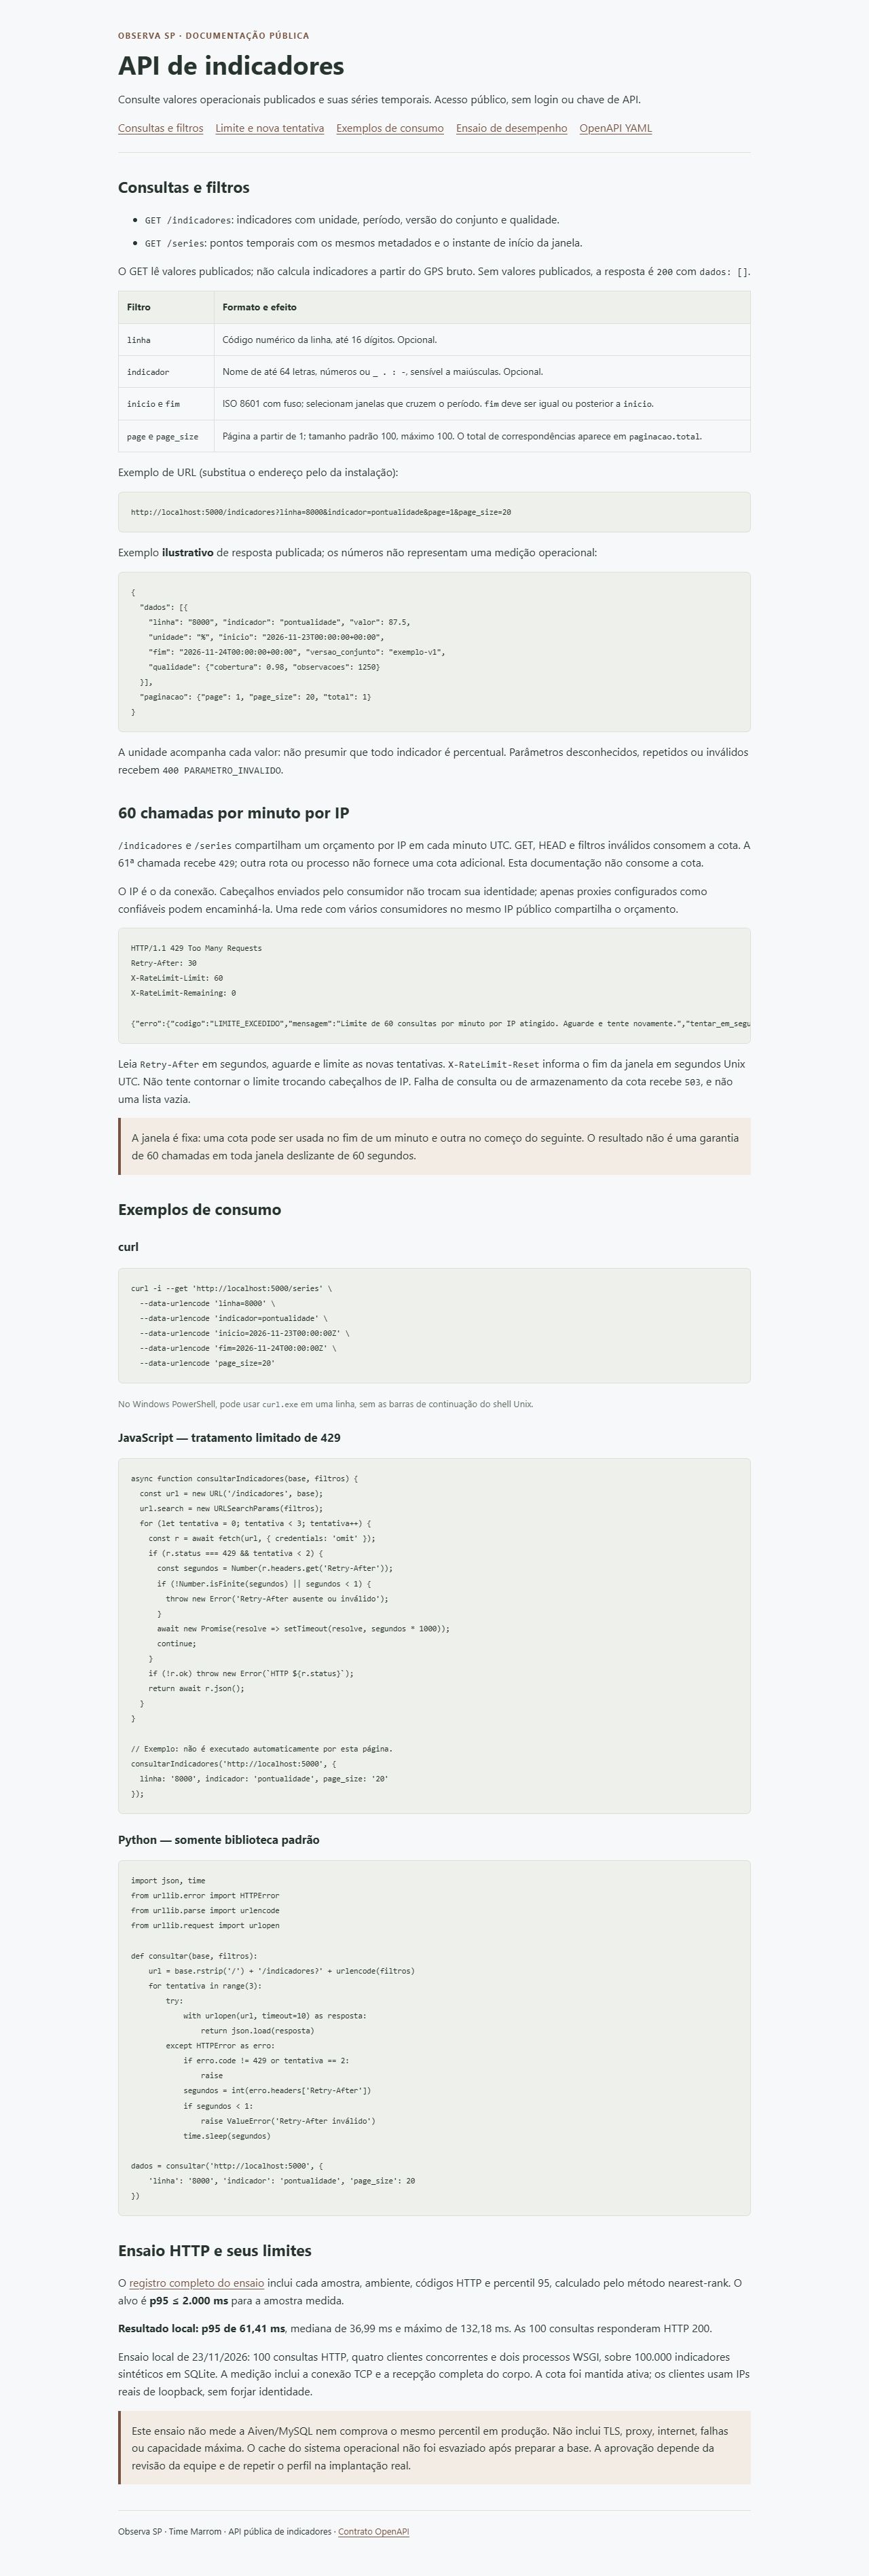 OBSERVA SP · DOCUMENTAÇÃO PÚBLICA
API de indicadores
Consulte valores operacionais publicados e suas séries temporais. Acesso público, sem login ou chave de API.
Consultas e filtros Limite e nova tentativa Exemplos de consumo Ensaio de desempenho OpenAPI YAML
Consultas e filtros
• GET /indicadores: indicadores com unidade, período, versão do conjunto e qualidade.
• GET /series: pontos temporais com os mesmos metadados e o instante de início da janela.
O GET lê valores publicados; não calcula indicadores a partir do GPS bruto. Sem valores publicados, a resposta é 200 com dados: [].
Filtro Formato e efeito
linha Código numérico da linha, até 16 dígitos. Opcional.
indicador Nome de até 64 letras, números ou _ . : -, sensível a maiúsculas. Opcional.
inicio e fim ISO 8601 com fuso; selecionam janelas que cruzem o período. fim deve ser igual ou posterior a inicio.
page e page_size Página a partir de 1; tamanho padrão 100, máximo 100. O total de correspondências aparece em paginacao.total.
Exemplo de URL (substitua o endereço pelo da instalação):
http://localhost:5000/indicadores?linha=8000&indicador=pontualidade&page=1&page_size=20
Exemplo ilustrativo de resposta publicada; os números não representam uma medição operacional:
{
  "dados": [{
    "linha": "8000", "indicador": "pontualidade", "valor": 87.5,
    "unidade": "%", "inicio": "2026-11-23T00:00:00+00:00",
    "fim": "2026-11-24T00:00:00+00:00", "versao_conjunto": "exemplo-v1",
    "qualidade": {"cobertura": 0.98, "observacoes": 1250}
  }],
  "paginacao": {"page": 1, "page_size": 20, "total": 1}
}
A unidade acompanha cada valor: não presumir que todo indicador é percentual. Parâmetros desconhecidos, repetidos ou inválidos
recebem 400 PARAMETRO_INVALIDO.
60 chamadas por minuto por IP
/indicadores e /series compartilham um orçamento por IP em cada minuto UTC. GET, HEAD e filtros inválidos consomem a cota. A
61ª chamada recebe 429; outra rota ou processo não fornece uma cota adicional. Esta documentação não consome a cota.
O IP é o da conexão. Cabeçalhos enviados pelo consumidor não trocam sua identidade; apenas proxies configurados como
confiáveis podem encaminhá-la. Uma rede com vários consumidores no mesmo IP público compartilha o orçamento.
HTTP/1.1 429 Too Many Requests
Retry-After: 30
X-RateLimit-Limit: 60
X-RateLimit-Remaining: 0
{"erro":{"codigo":"LIMITE_EXCEDIDO","mensagem":"Limite de 60 consultas por minuto por IP atingido. Aguarde e tente novamente.","tentar_em_segu
Leia Retry-After em segundos, aguarde e limite as novas tentativas. X-RateLimit-Reset informa o fim da janela em segundos Unix
UTC. Não tente contornar o limite trocando cabeçalhos de IP. Falha de consulta ou de armazenamento da cota recebe 503, e não
uma lista vazia.
A janela é fixa: uma cota pode ser usada no fim de um minuto e outra no começo do seguinte. O resultado não é uma garantia
de 60 chamadas em toda janela deslizante de 60 segundos.
Exemplos de consumo
curl
curl -i --get 'http://localhost:5000/series' \
  --data-urlencode 'linha=8000' \
  --data-urlencode 'indicador=pontualidade' \
  --data-urlencode 'inicio=2026-11-23T00:00:00Z' \
  --data-urlencode 'fim=2026-11-24T00:00:00Z' \
  --data-urlencode 'page_size=20'
No Windows PowerShell, pode usar curl.exe em uma linha, sem as barras de continuação do shell Unix.
JavaScript — tratamento limitado de 429
async function consultarIndicadores(base, filtros) {
  const url = new URL('/indicadores', base);
  url.search = new URLSearchParams(filtros);
  for (let tentativa = 0; tentativa < 3; tentativa++) {
    const r = await fetch(url, { credentials: 'omit' });
    if (r.status === 429 && tentativa < 2) {
      const segundos = Number(r.headers.get('Retry-After'));
      if (!Number.isFinite(segundos) || segundos < 1) {
        throw new Error('Retry-After ausente ou inválido');
      }
      await new Promise(resolve => setTimeout(resolve, segundos * 1000));
      continue;
    }
    if (!r.ok) throw new Error(`HTTP ${r.status}`);
    return await r.json();
  }
}
// Exemplo: não é executado automaticamente por esta página.
consultarIndicadores('http://localhost:5000', {
  linha: '8000', indicador: 'pontualidade', page_size: '20'
});
Python — somente biblioteca padrão
import json, time
from urllib.error import HTTPError
from urllib.parse import urlencode
from urllib.request import urlopen
def consultar(base, filtros):
    url = base.rstrip('/') + '/indicadores?' + urlencode(filtros)
    for tentativa in range(3):
        try:
            with urlopen(url, timeout=10) as resposta:
                return json.load(resposta)
        except HTTPError as erro:
            if erro.code != 429 or tentativa == 2:
                raise
            segundos = int(erro.headers['Retry-After'])
            if segundos < 1:
                raise ValueError('Retry-After inválido')
            time.sleep(segundos)
dados = consultar('http://localhost:5000', {
    'linha': '8000', 'indicador': 'pontualidade', 'page_size': 20
})
Ensaio HTTP e seus limites
O registro completo do ensaio inclui cada amostra, ambiente, códigos HTTP e percentil 95, calculado pelo método nearest-rank. O
alvo é p95 ≤ 2.000 ms para a amostra medida.
Resultado local: p95 de 61,41 ms, mediana de 36,99 ms e máximo de 132,18 ms. As 100 consultas responderam HTTP 200.
Ensaio local de 23/11/2026: 100 consultas HTTP, quatro clientes concorrentes e dois processos WSGI, sobre 100.000 indicadores
sintéticos em SQLite. A medição inclui a conexão TCP e a recepção completa do corpo. A cota foi mantida ativa; os clientes usam IPs
reais de loopback, sem forjar identidade.
Este ensaio não mede a Aiven/MySQL nem comprova o mesmo percentil em produção. Não inclui TLS, proxy, internet, falhas
ou capacidade máxima. O cache do sistema operacional não foi esvaziado após preparar a base. A aprovação depende da
revisão da equipe e de repetir o perfil na implantação real.
Observa SP · Time Marrom · API pública de indicadores · Contrato OpenAPI